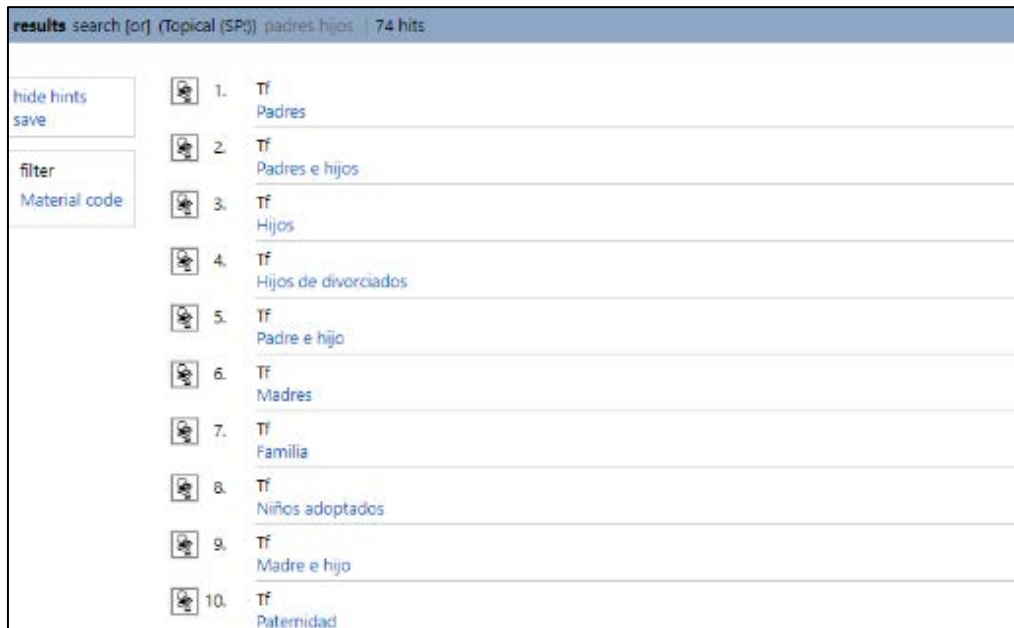 results search [or] (Topical (SP:)) padres hijos | 74 hits
hide hints
save
filter
Material code
1. Tf
Padres
2. Tf
Padres e hijos
3. Tf
Hijos
4. Tf
Hijos de divorciados
5. Tf
Padre e hijo
6. Tf
Madres
7. Tf
Familia
8. Tf
Niños adoptados
9. Tf
Madre e hijo
10. Tf
Paternidad